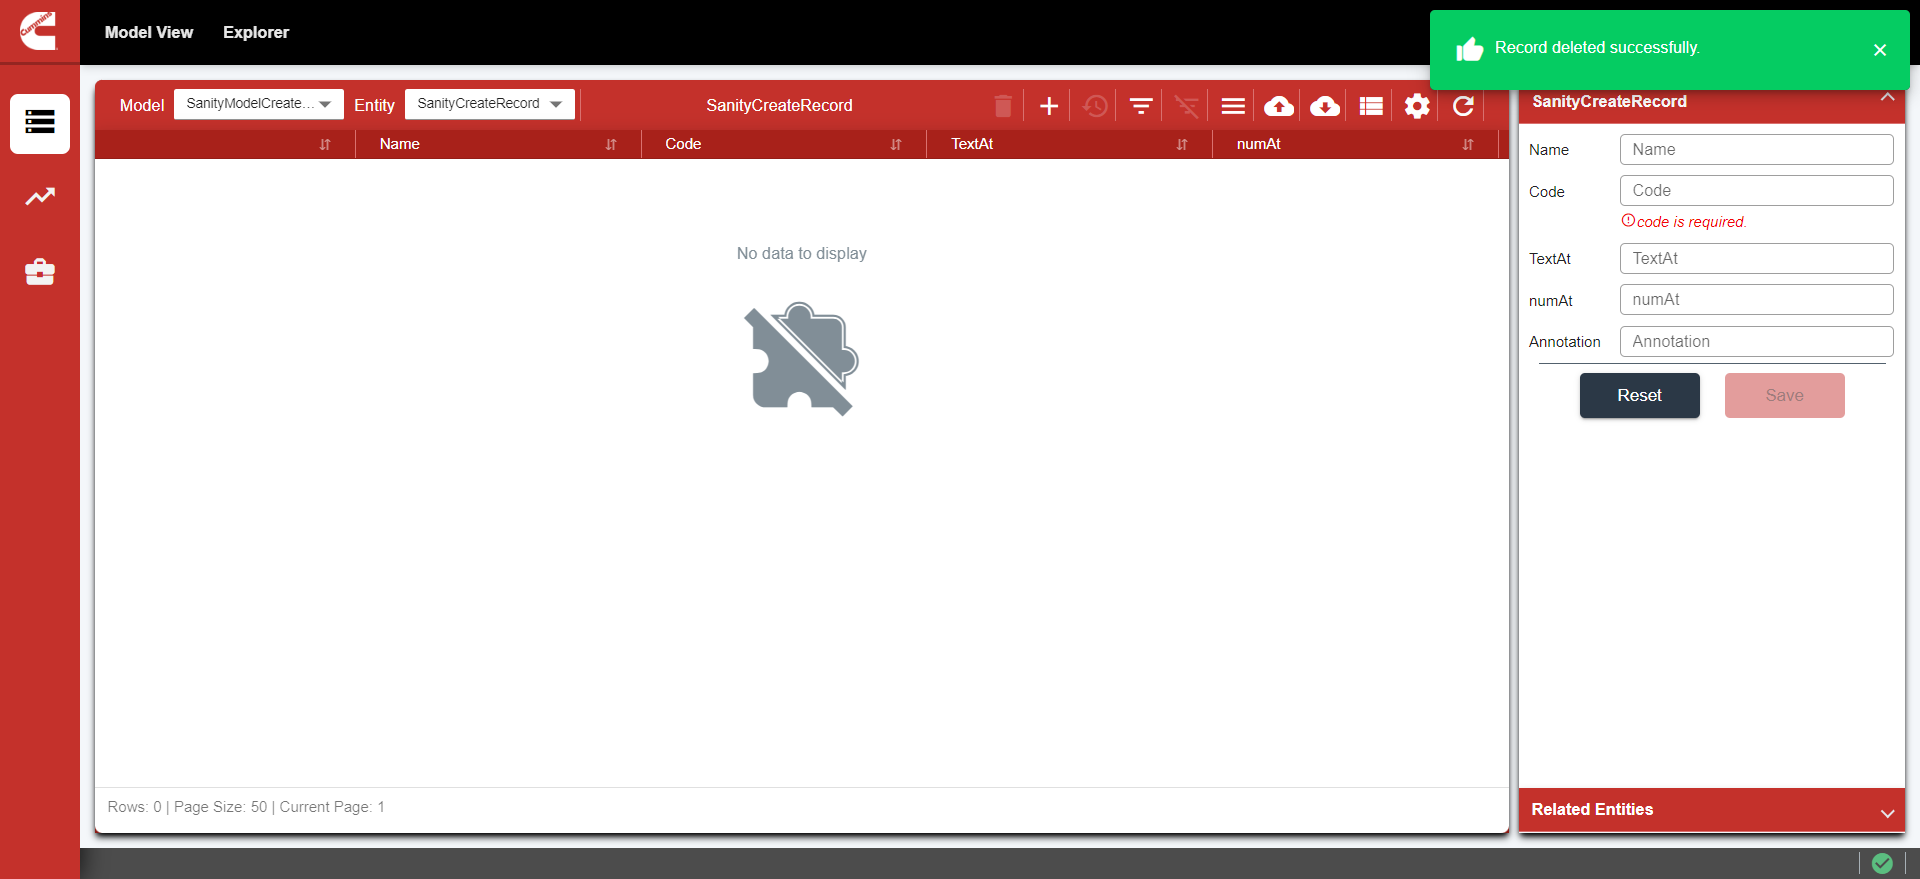 Cummins
Model View Explorer
Record deleted successfully.
Model SanityModelCreate... Entity SanityCreateRecord SanityCreateRecord
Name Code TextAt numAt
No data to display
Rows: 0 | Page Size: 50 | Current Page: 1
SanityCreateRecord
Name Name
Code Code
code is required.
TextAt TextAt
numAt numAt
Annotation Annotation
Reset Save
Related Entities